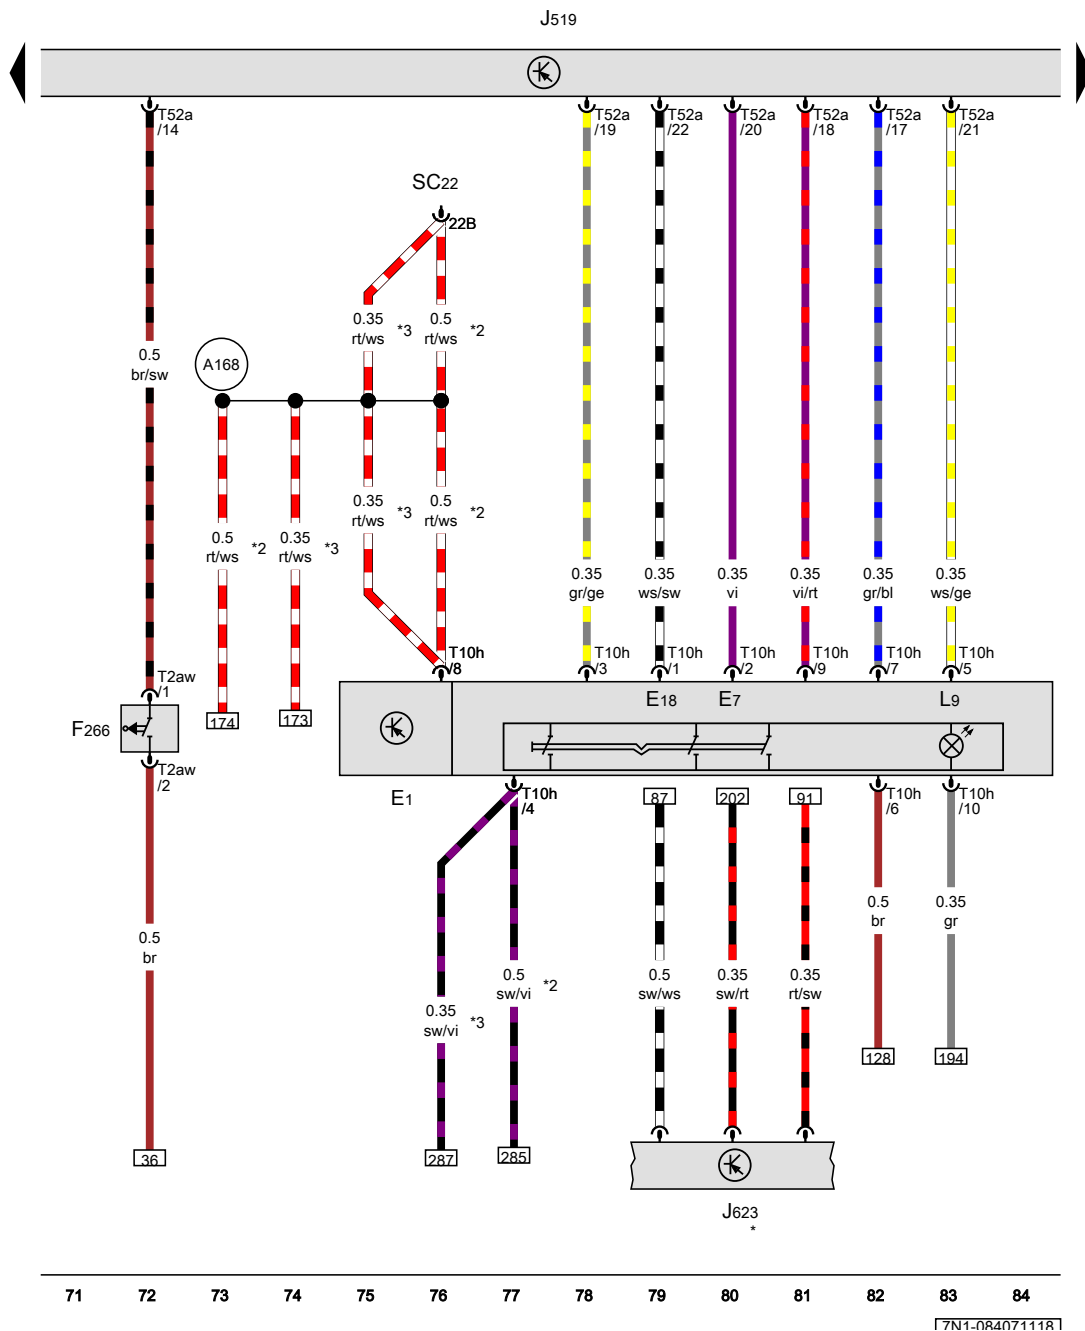 J519
T52a
/14
T52a
/19
T52a
/22
T52a
/20
T52a
/18
T52a
/17
T52a
/21
SC22
22B
0.35
rt/ws
*3
0.5
rt/ws
*2
0.5
br/sw
A168
0.35
rt/ws
*3
0.5
rt/ws
*2
0.5
rt/ws
*2
0.35
rt/ws
*3
0.35
gr/ge
0.35
ws/sw
0.35
vi
0.35
vi/rt
0.35
gr/bl
0.35
ws/ge
T2aw
/1
T10h
/8
T10h
/3
T10h
/1
T10h
/2
T10h
/9
T10h
/7
T10h
/5
174
173
F266
E18
E7
L9
T2aw
/2
E1
T10h
/4
87
202
91
T10h
/6
T10h
/10
0.5
br
0.5
br
0.35
gr
0.5
sw/vi
*2
0.35
sw/vi
*3
0.5
sw/ws
0.35
sw/rt
0.35
rt/sw
128
194
36
287
285
J623
*
71 72 73 74 75 76 77 78 79 80 81 82 83 84
7N1-084071118